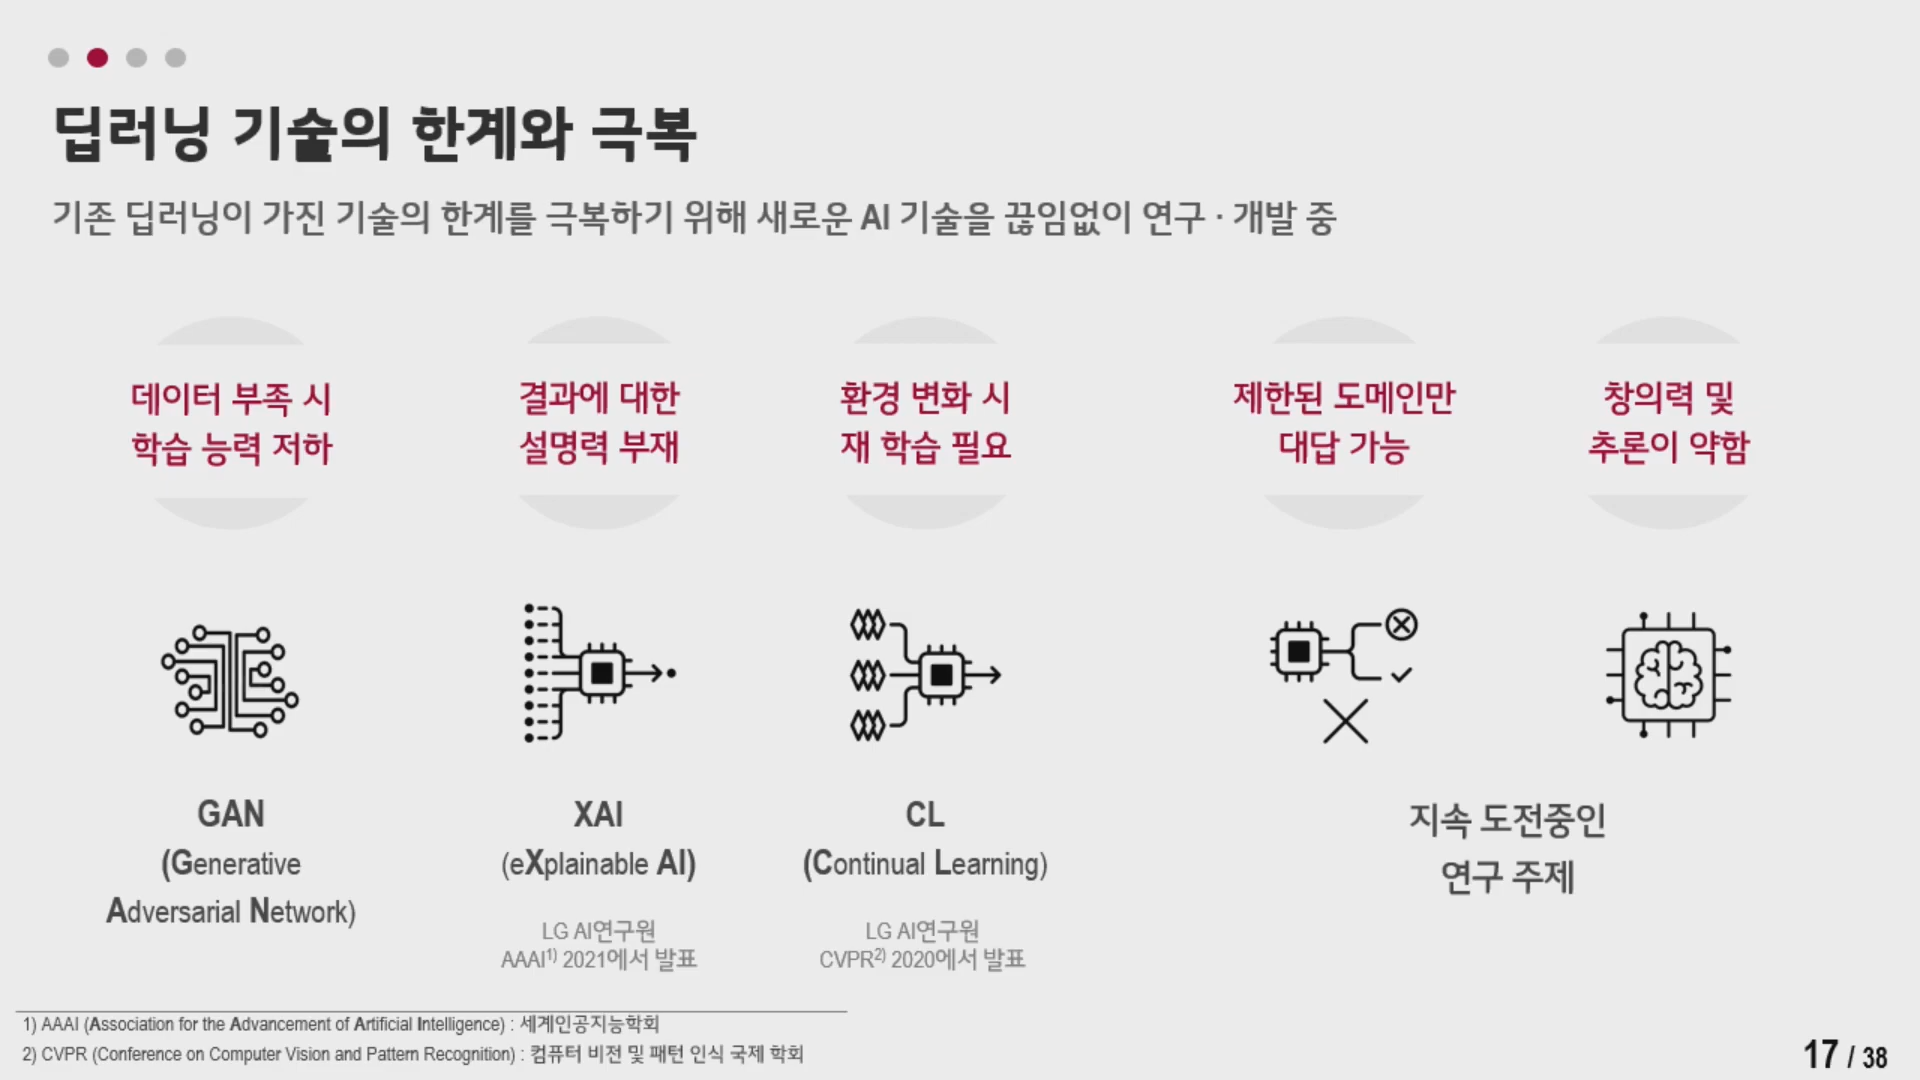 딥러닝 기술의 한계와 극복
기존 딥러닝이 가진 기술의 한계를 극복하기 위해 새로운 AI 기술을 끊임없이 연구 · 개발 중
데이터 부족 시
학습 능력 저하
결과에 대한
설명력 부재
환경 변화 시
재 학습 필요
제한된 도메인만
대답 가능
창의력 및
추론이 약함
GAN
(Generative
Adversarial Network)
XAI
(eXplainable AI)
LG AI연구원
AAAI1) 2021에서 발표
CL
(Continual Learning)
LG AI연구원
CVPR2) 2020에서 발표
지속 도전중인
연구 주제
1) AAAI (Association for the Advancement of Artificial Intelligence) : 세계인공지능학회
2) CVPR (Conference on Computer Vision and Pattern Recognition) : 컴퓨터 비전 및 패턴 인식 국제 학회
17 / 38